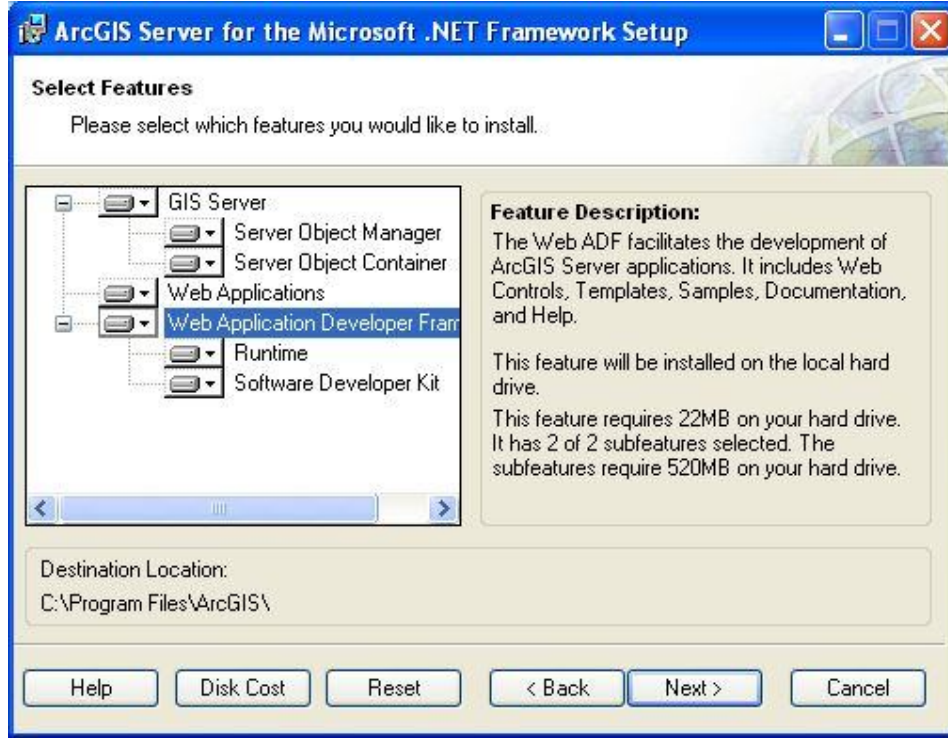 ArcGIS Server for the Microsoft .NET Framework Setup
Select Features
Please select which features you would like to install.
GIS Server
Server Object Manager
Server Object Container
Web Applications
Web Application Developer Fram
Runtime
Software Developer Kit
Feature Description:
The Web ADF facilitates the development of
ArcGIS Server applications. It includes Web
Controls, Templates, Samples, Documentation,
and Help.
This feature will be installed on the local hard
drive.
This feature requires 22MB on your hard drive.
It has 2 of 2 subfeatures selected. The
subfeatures require 520MB on your hard drive.
Destination Location:
C:\Program Files\ArcGIS\
Help
Disk Cost
Reset
< Back
Next >
Cancel